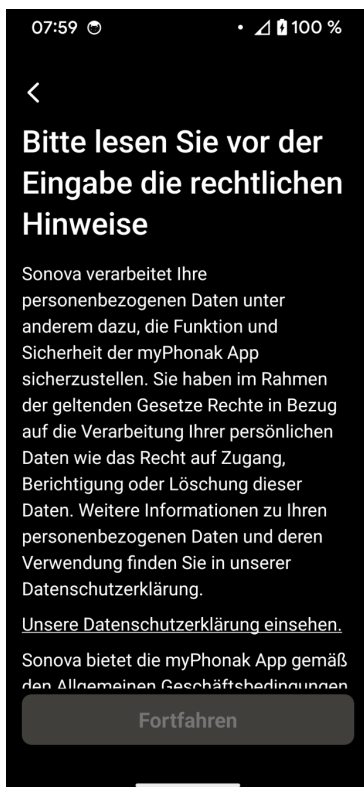 07:59
100 %
Bitte lesen Sie vor der
Eingabe die rechtlichen
Hinweise
Sonova verarbeitet Ihre
personenbezogenen Daten unter
anderem dazu, die Funktion und
Sicherheit der myPhonak App
sicherzustellen. Sie haben im Rahmen
der geltenden Gesetze Rechte in Bezug
auf die Verarbeitung Ihrer persönlichen
Daten wie das Recht auf Zugang,
Berichtigung oder Löschung dieser
Daten. Weitere Informationen zu Ihren
personenbezogenen Daten und deren
Verwendung finden Sie in unserer
Datenschutzerklärung.
Unsere Datenschutzerklärung einsehen.
Sonova bietet die myPhonak App gemäß
den Allgemeinen Geschäftsbedingungen
Fortfahren